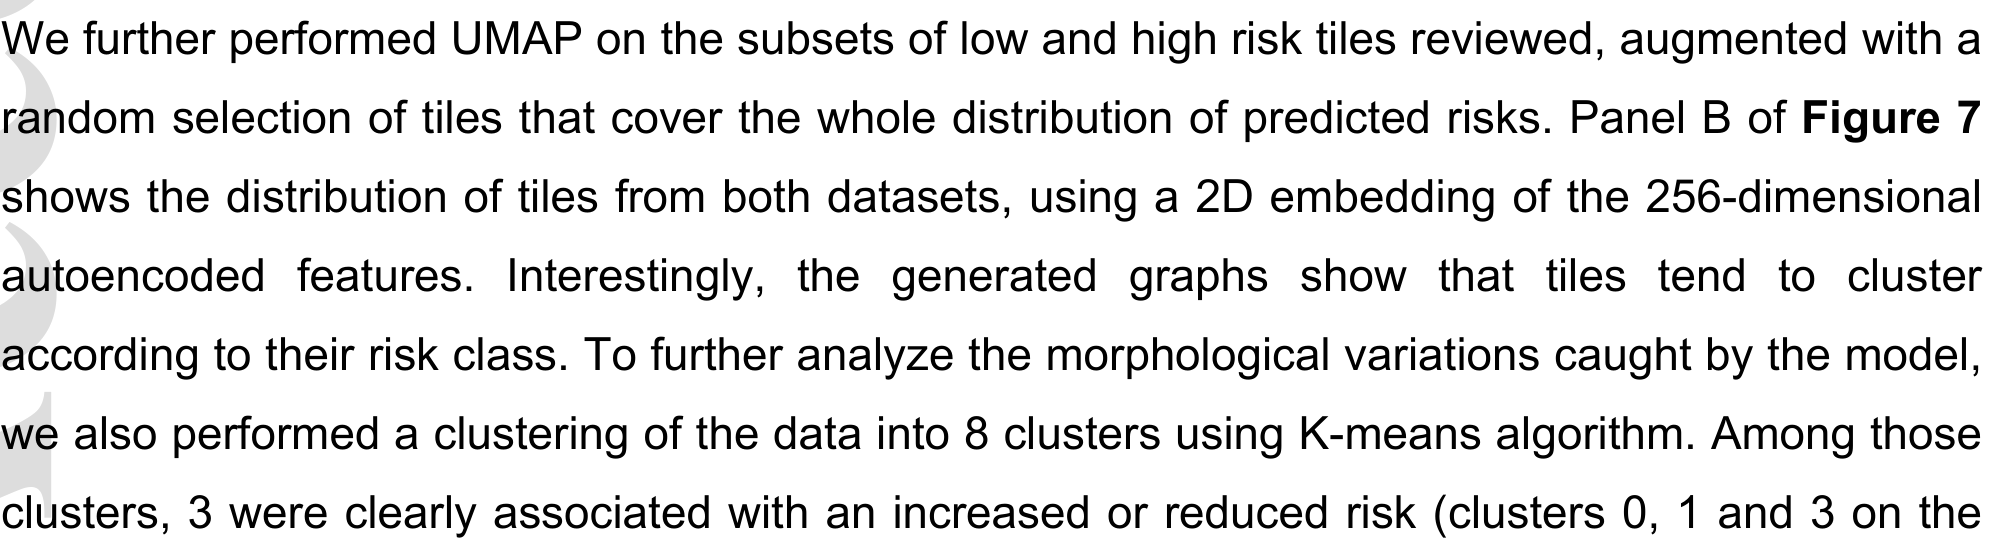 We further performed UMAP on the subsets of low and high risk tiles reviewed, augmented with a
random selection of tiles that cover the whole distribution of predicted risks. Panel B of Figure 7
shows the distribution of tiles from both datasets, using a 2D embedding of the 256-dimensional
autoencoded features. Interestingly, the generated graphs show that tiles tend to cluster
according to their risk class. To further analyze the morphological variations caught by the model,
we also performed a clustering of the data into 8 clusters using K-means algorithm. Among those
clusters, 3 were clearly associated with an increased or reduced risk (clusters 0, 1 and 3 on the